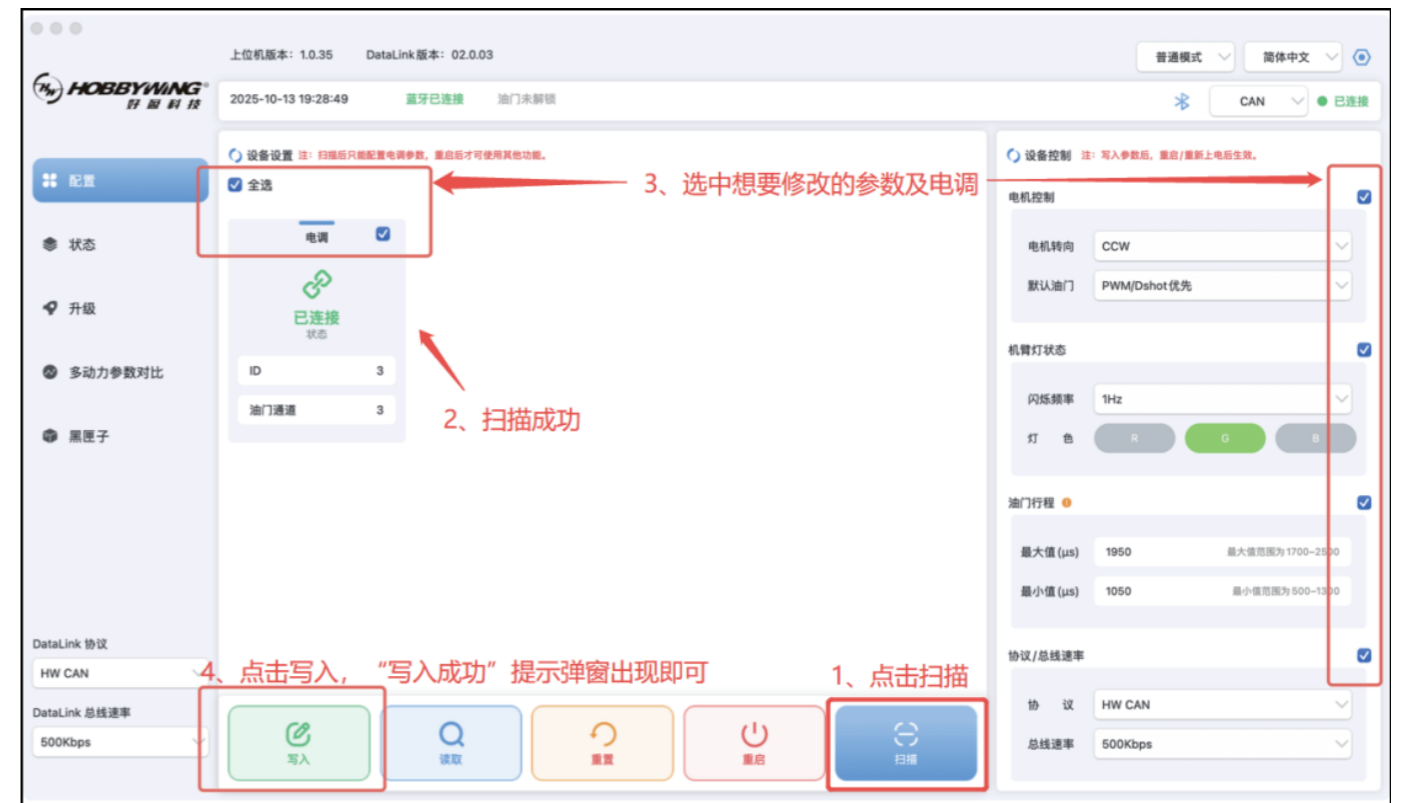 上位机版本：1.0.35 DataLink版本：02.0.03 普通模式 简体中文
HOBBYWING
好盈科技
2025-10-13 19:28:49 蓝牙已连接 油门未解锁 CAN 已连接
配置
状态
升级
多动力参数对比
黑匣子
DataLink 协议
HW CAN
DataLink 总线速率
500Kbps
设备设置 注：扫描后只能配置电调参数，重启后才可使用其他功能。
全选
3、选中想要修改的参数及电调
电调
已连接
状态
ID 3
油门通道 3
2、扫描成功
4、点击写入，“写入成功”提示弹窗出现即可
1、点击扫描
写入 读取 重置 重启 扫描
设备控制 注：写入参数后，重启/重新上电后生效。
电机控制
电机转向 CCW
默认油门 PWM/Dshot优先
机臂灯状态
闪烁频率 1Hz
灯 色 R G B
油门行程
最大值(μs) 1950 最大值范围为1700~2500
最小值(μs) 1050 最小值范围为500~1300
协议/总线速率
协 议 HW CAN
总线速率 500Kbps